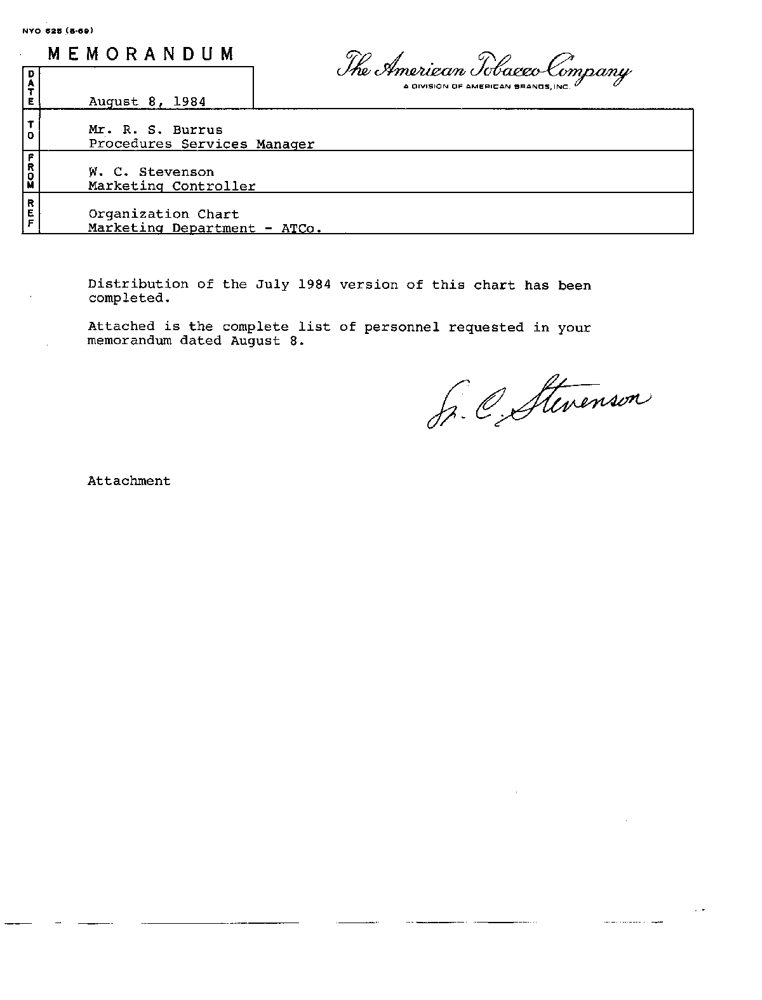 NYO 525 (8-69)
MEMORANDUM
The American Tobacco Company
A DIVISION OF AMERICAN BRANDS, INC.
DATE
August 8, 1984
TO
Mr. R. S. Burrus
Procedures Services Manager
FROM
W. C. Stevenson
Marketing Controller
REF
Organization Chart
Marketing Department - ATCo.
Distribution of the July 1984 version of this chart has been
completed.
Attached is the complete list of personnel requested in your
memorandum dated August 8.
W. C. Stevenson
Attachment